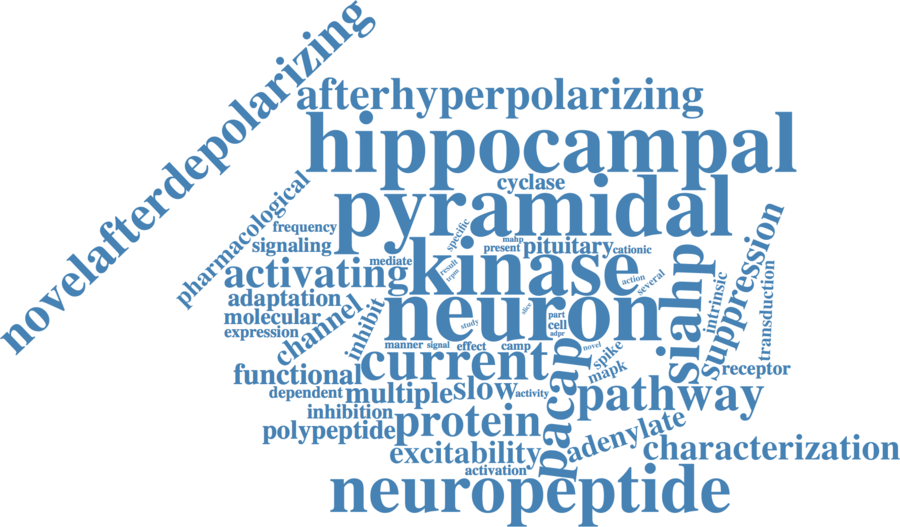 novelafterdepolarizing
afterhyperpolarizing
hippocampal
cyclase
pyramidal
pharmacological
frequency
specific
signaling
mahp
present
pituitary
cationic
mediate
result
trpm
kinase
action
several
activating
siahp
suppression
intrinsic
transduction
adaptation
molecular
expression
channel
inhibit
neuron
slice
study
part
cell
adpr
manner
signal
effect
camp
novel
spike
mapk
current
receptor
functional
dependent
multiple
slow
activity
pacap
pathway
inhibition
polypeptide
protein
adenylate
excitability
characterization
activation
neuropeptide